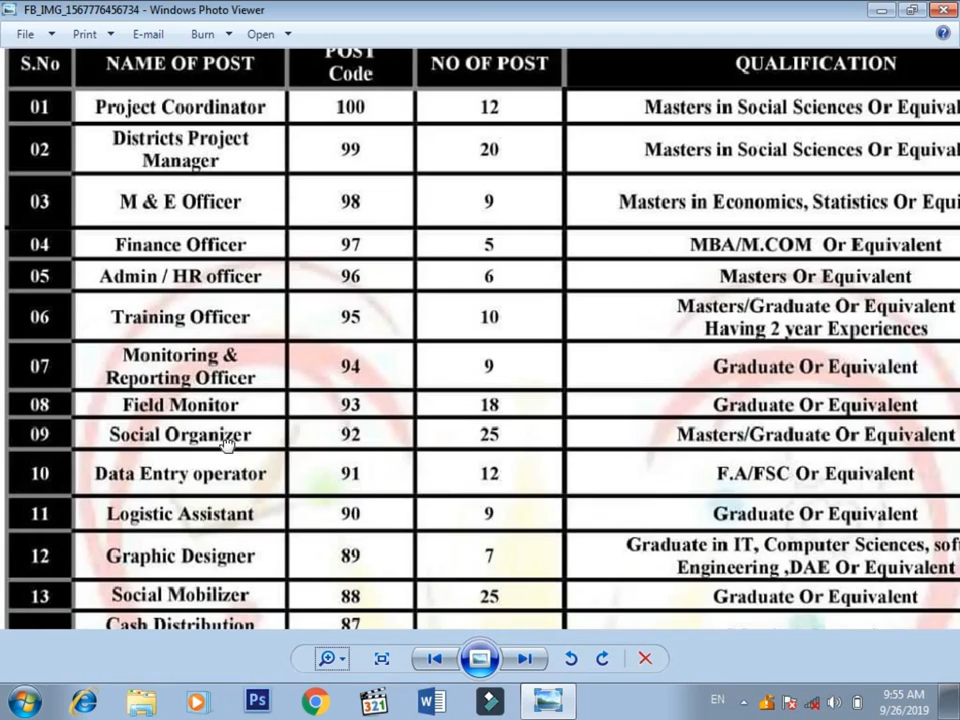 FB_IMG_1567776456734 - Windows Photo Viewer
File Print E-mail Burn Open
S.No NAME OF POST POST Code NO OF POST QUALIFICATION
01 Project Coordinator 100 12 Masters in Social Sciences Or
02 Districts Project Manager 99 20 Masters in Social Sciences Or
03 M & E Officer 98 9 Masters in Economics, Statistics Or
04 Finance Officer 97 5 MBA/M.COM Or Equivalent
05 Admin / HR officer 96 6 Masters Or Equivalent
06 Training Officer 95 10 Masters/Graduate Or Equivalent
Having 2 year Experiences
07 Monitoring & Reporting Officer 94 9 Graduate Or Equivalent
08 Field Monitor 93 18 Graduate Or Equivalent
09 Social Organizer 92 25 Masters/Graduate Or Equivalent
10 Data Entry operator 91 12 F.A/FSC Or Equivalent
11 Logistic Assistant 90 9 Graduate Or Equivalent
12 Graphic Designer 89 7 Graduate in IT, Computer Sciences,
Engineering ,DAE Or Equivalent
13 Social Mobilizer 88 25 Graduate Or Equivalent
Cash Distribution 87
Ps 321 W EN 9:55 AM
9/26/2019